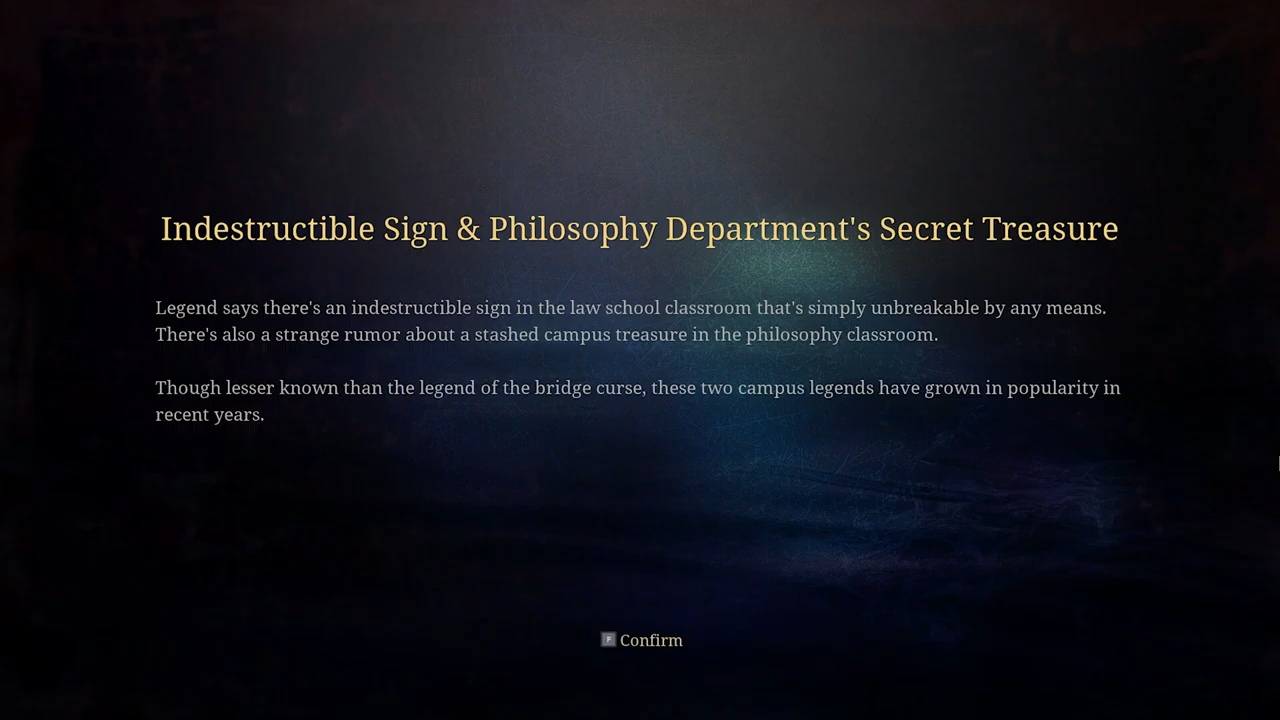 Indestructible Sign & Philosophy Department's Secret Treasure
Legend says there's an indestructible sign in the law school classroom that's simply unbreakable by any means.
There's also a strange rumor about a stashed campus treasure in the philosophy classroom.
Though lesser known than the legend of the bridge curse, these two campus legends have grown in popularity in
recent years.
F Confirm